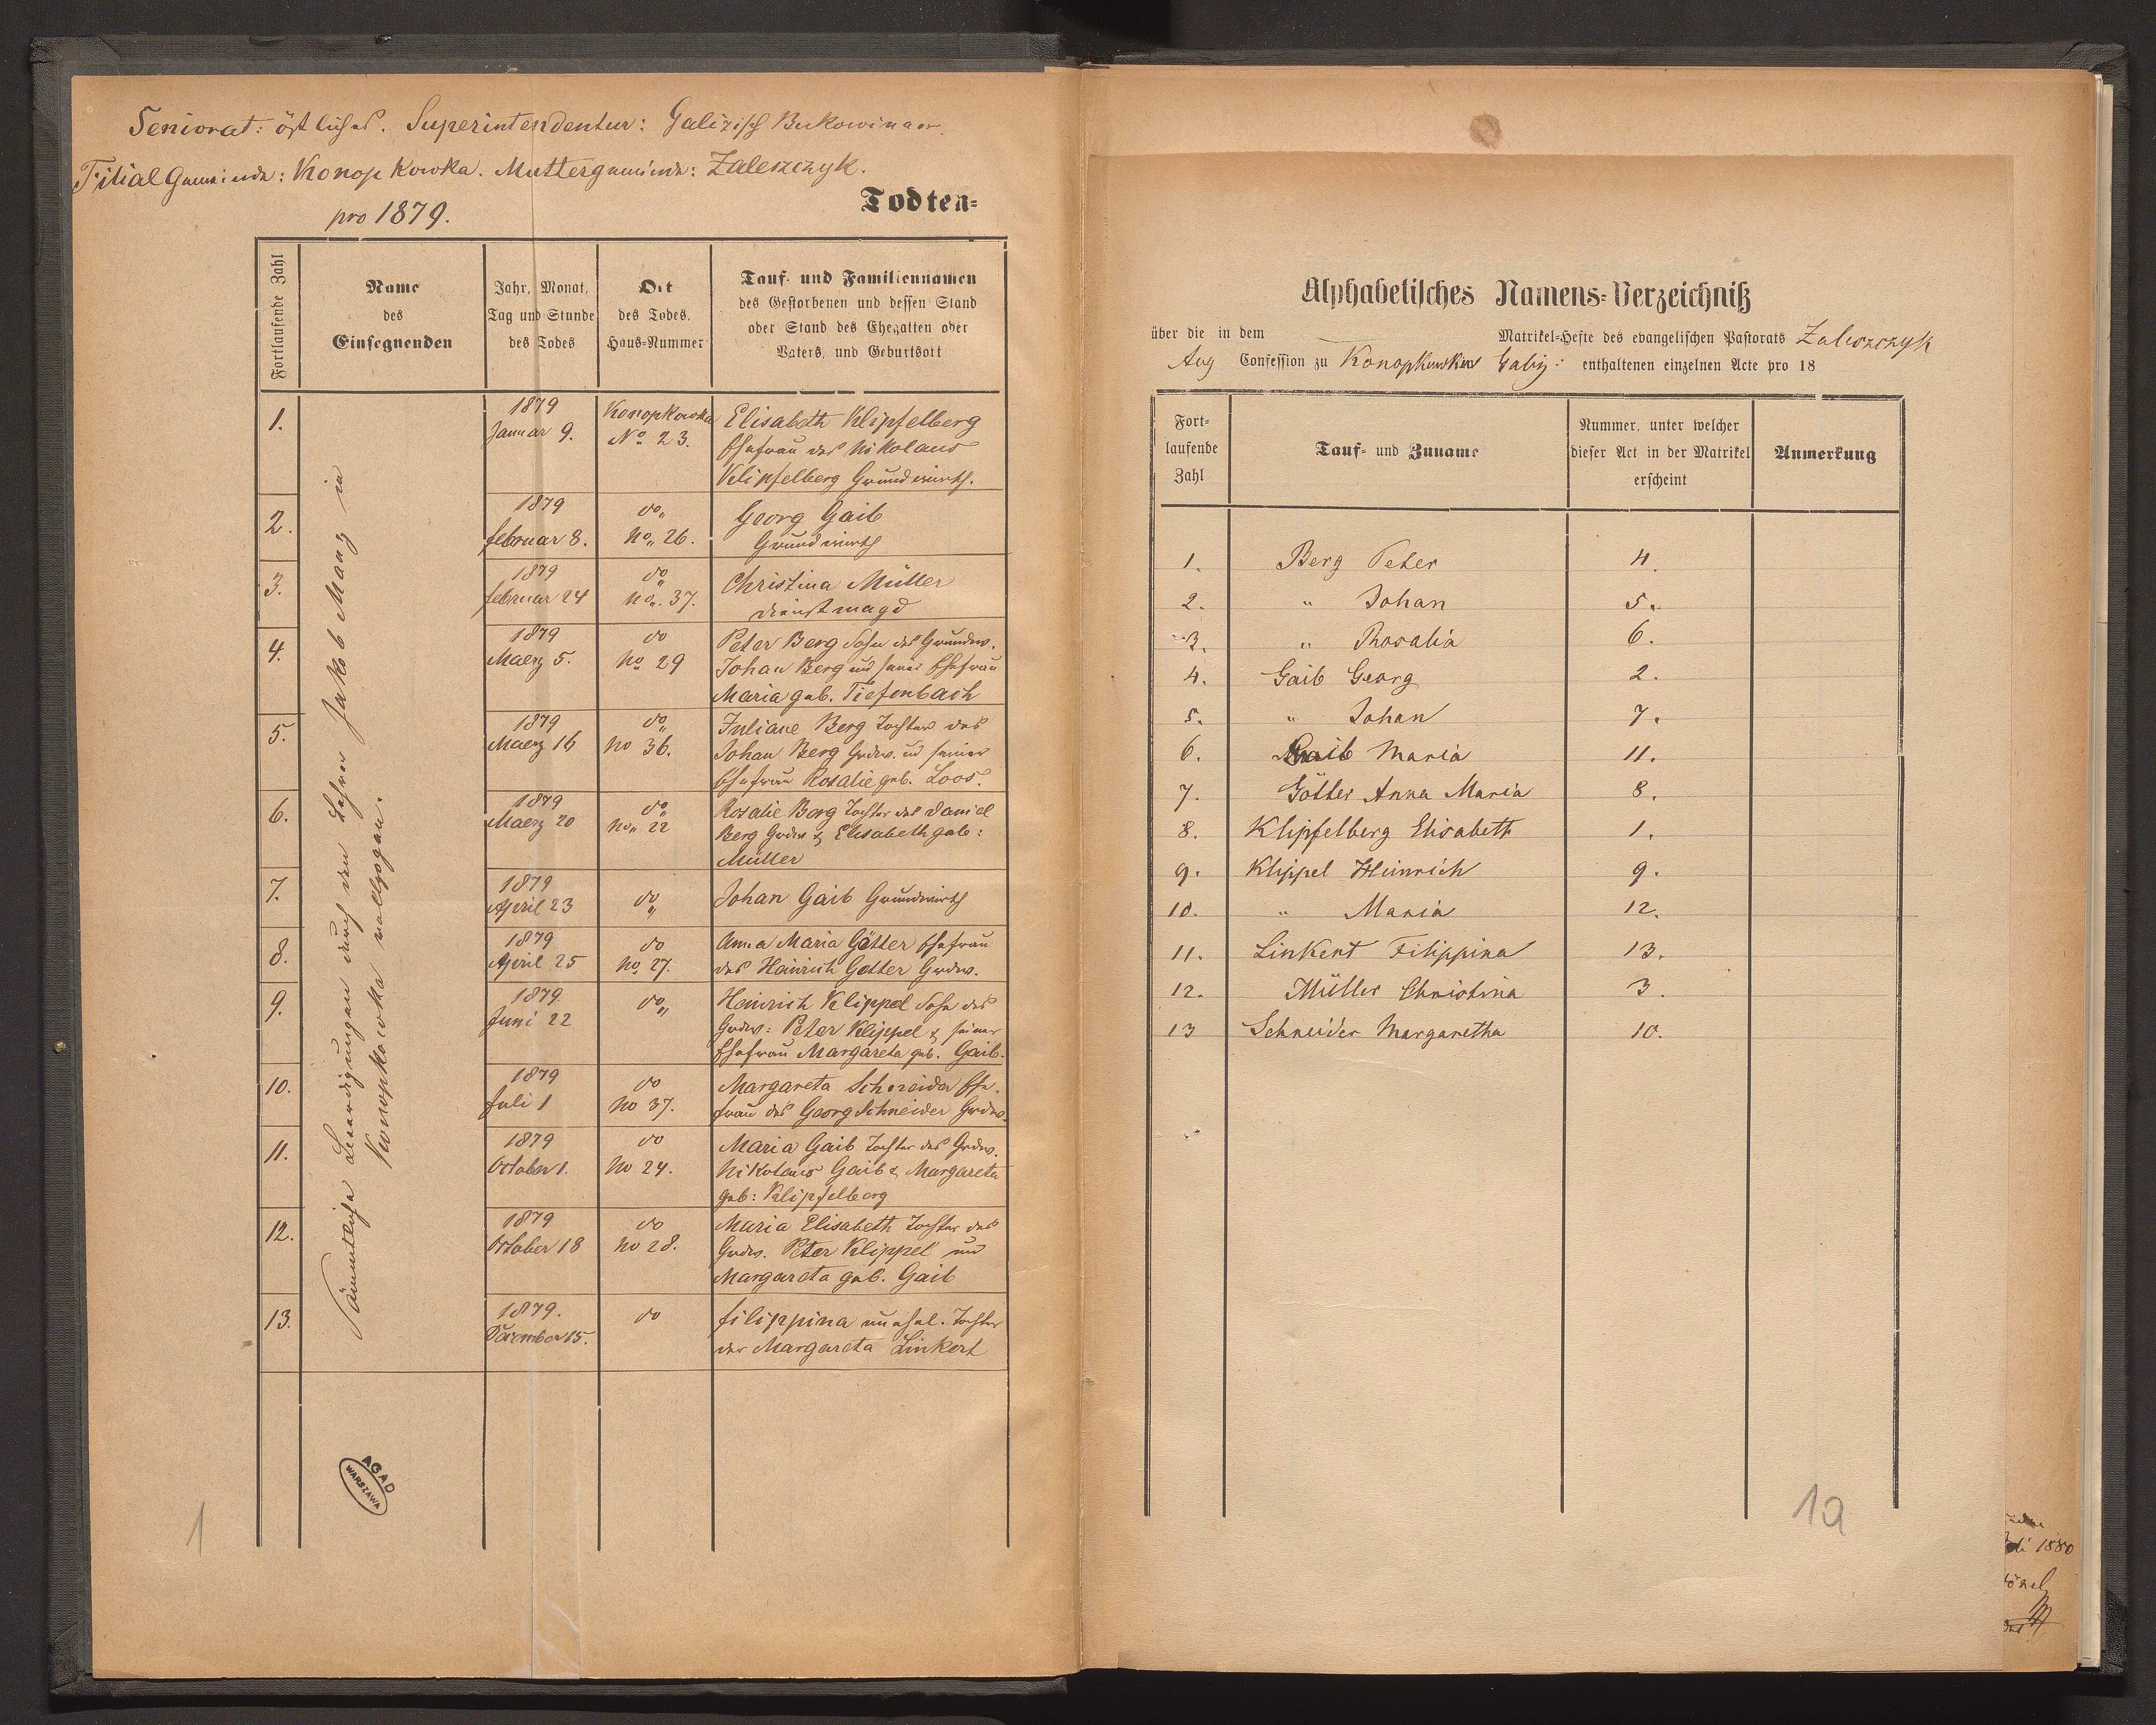 Seniorat: östliches. Superintendentur: Galizisch Bukowinaer.
Filialgemeinde: Konopkowka. Muttergemeinde: Zaleszczyk.
pro 1879.
Todten=
Fortlaufende Zahl
Name
des
Einsegnenden
Jahr, Monat,
Tag und Stunde
des Todes
Ort
des Todes,
Haus-Nummer
Tauf- und Familiennamen
des Gestorbenen und dessen Stand
oder Stand des Ehegatten oder
Vaters, und Geburtsort
Sämmtliche Beerdigungen durch den Lehrer Jakob Mang in
Konopkowka vollzogen.
1. 1879 Januar 9. Konopkowka No 23. Elisabeth Klipfelberg
Ehefrau des Nikolaus
Klipfelberg Grundwirth.
2. 1879 februar 8. do No 26. Georg Gaib
Grundwirth
3. 1879 februar 24 do No. 37. Christina Müller
Dienstmagd
4. 1879 Maerz 5. do No 29 Peter Berg Sohn des Grundw.
Johan Berg und seiner Ehefrau
Maria geb. Tiefenbach
5. 1879 Maerz 16 do No 36. Juliane Berg Tochter des
Johan Berg Grdw. und seiner
Ehefrau Rosalie geb. Loos.
6. 1879 Maerz 20 do No 22 Rosalie Berg Tochter des Daniel
Berg Grdw & Elisabeth geb:
Müller
7. 1879 April 23 do Johan Gaib Grundwirth
8. 1879 April 25 do No 27. Anna Maria Götter Ehefrau
des Heinrich Gotter Grdw.
9. 1879 Juni 22 do Heinrich Klippel Sohn des
Grdw: Peter Klippel & seiner
Ehefrau Margareta geb. Gaib.
10. 1879 Juli 1 do No 37. Margareta Schneider Ehe-
frau des Georg Schneider Grdw.
11. 1879 October 1. do No 24. Maria Gaib Tochter des Grdw.
Nikolaus Gaib & Margareta
geb: Klipfelberg
12. 1879 October 18 do No 28. Maria Elisabeth Tochter des
Grdw. Peter Klippel und
Margareta geb. Gaib
13. 1879. December 15. do filippina unehel. Tochter
der Margareta Linkert
AGAD
WARSZAWA
1
Alphabetisches Namens=Verzeichniß
über die in dem Matrikel=Hefte des evangelischen Pastorats Zaleszczyk
Aug Confession zu Konopkowka Galiz: enthaltenen einzelnen Acte pro 18
Fort=
laufende
Zahl
Tauf= und Zuname
Nummer, unter welcher
dieser Act in der Matrikel
erscheint
Anmerkung
1. Berg Peter 4.
2. " Johan 5.
3. " Rosalia 6.
4. Gaib Georg 2.
5. " Johan 7.
6. Gaib Maria 11.
7. Götter Anna Maria 8.
8. Klipfelberg Elisabeth 1.
9. Klippel Heinrich 9.
10. " Maria 12.
11. Linkert Filippina 13.
12. Müller Christina 3.
13 Schneider Margaretha 10.
1a
1880